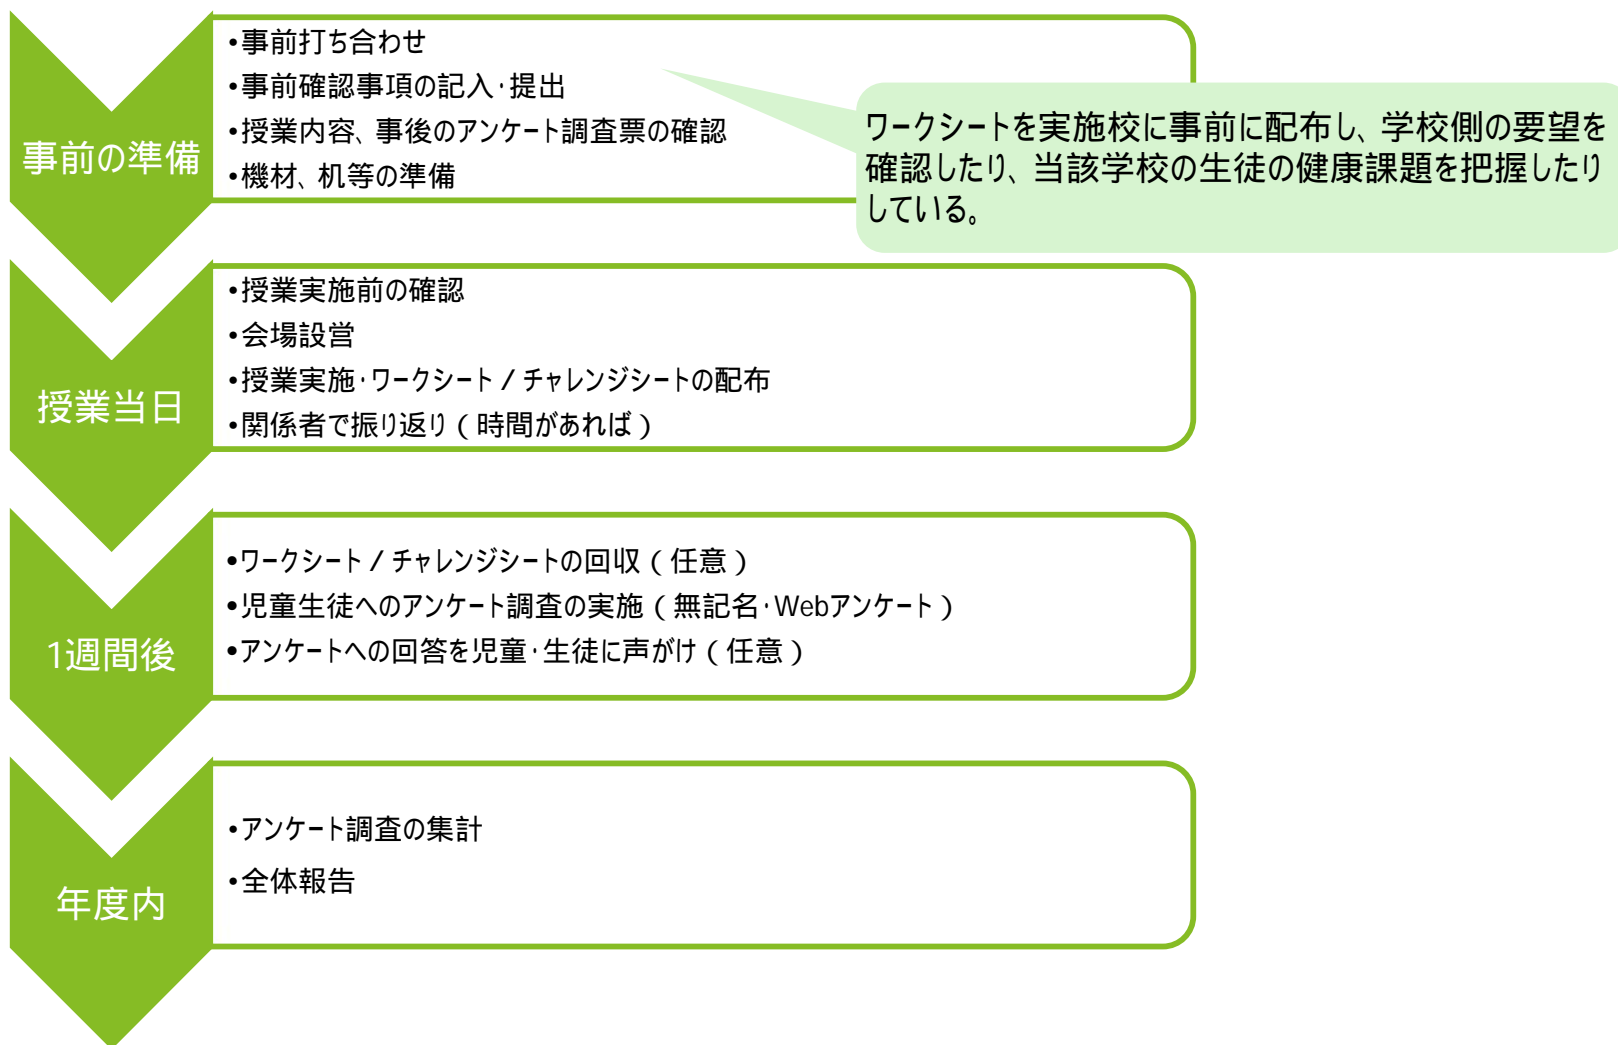 事前の準備
•事前打ち合わせ
•事前確認事項の記入・提出
•授業内容、事後のアンケート調査票の確認
•機材、机等の準備
ワークシートを実施校に事前に配布し、学校側の要望を
確認したり、当該学校の生徒の健康課題を把握したり
している。
授業当日
•授業実施前の確認
•会場設営
•授業実施・ワークシート/チャレンジシートの配布
•関係者で振り返り(時間があれば)
1週間後
•ワークシート/チャレンジシートの回収(任意)
•児童生徒へのアンケート調査の実施(無記名・Webアンケート)
•アンケートへの回答を児童・生徒に声がけ(任意)
年度内
•アンケート調査の集計
•全体報告